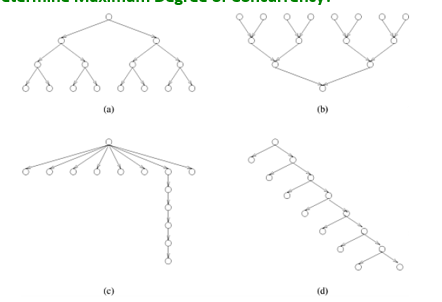 etermine Maximum Degree of Concurrency?
(a)
(b)
(c)
(d)